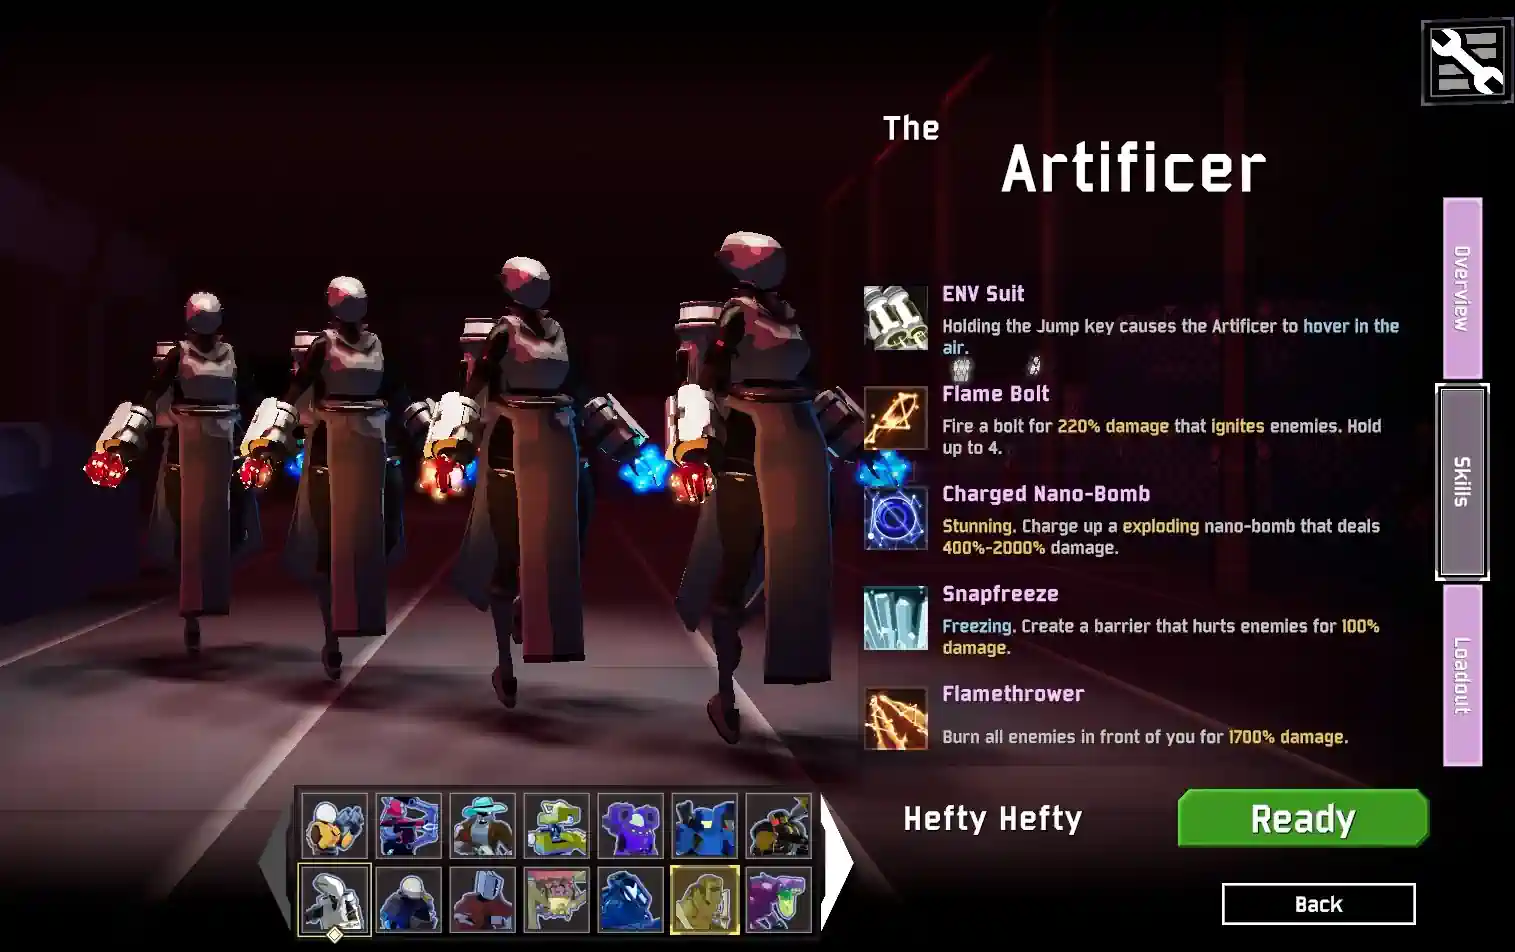 The
Artificer
ENV Suit
Holding the Jump key causes the Artificer to hover in the
air.
Flame Bolt
Fire a bolt for 220% damage that ignites enemies. Hold
up to 4.
Charged Nano-Bomb
Stunning. Charge up a exploding nano-bomb that deals
400%-2000% damage.
Snapfreeze
Freezing. Create a barrier that hurts enemies for 100%
damage.
Flamethrower
Burn all enemies in front of you for 1700% damage.
Overview
Skills
Loadout
Hefty Hefty
Ready
Back